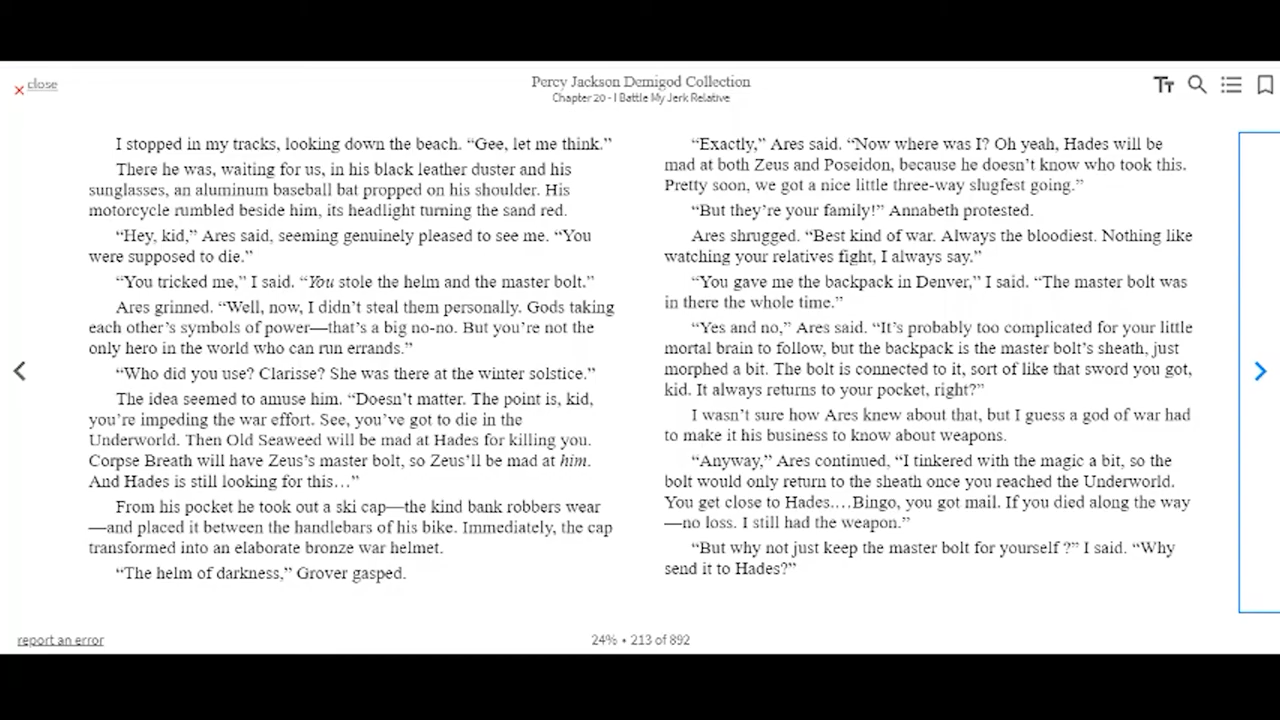 close
Percy Jackson Demigod Collection
Chapter 20 - I Battle My Jerk Relative
I stopped in my tracks, looking down the beach. “Gee, let me think.”
There he was, waiting for us, in his black leather duster and his
sunglasses, an aluminum baseball bat propped on his shoulder. His
motorcycle rumbled beside him, its headlight turning the sand red.
“Hey, kid,” Ares said, seeming genuinely pleased to see me. “You
were supposed to die.”
“You tricked me,” I said. “You stole the helm and the master bolt.”
Ares grinned. “Well, now, I didn’t steal them personally. Gods taking
each other’s symbols of power—that’s a big no-no. But you’re not the
only hero in the world who can run errands.”
“Who did you use? Clarisse? She was there at the winter solstice.”
The idea seemed to amuse him. “Doesn’t matter. The point is, kid,
you’re impeding the war effort. See, you’ve got to die in the
Underworld. Then Old Seaweed will be mad at Hades for killing you.
Corpse Breath will have Zeus’s master bolt, so Zeus’ll be mad at him.
And Hades is still looking for this…”
From his pocket he took out a ski cap—the kind bank robbers wear
—and placed it between the handlebars of his bike. Immediately, the cap
transformed into an elaborate bronze war helmet.
“The helm of darkness,” Grover gasped.
“Exactly,” Ares said. “Now where was I? Oh yeah, Hades will be
mad at both Zeus and Poseidon, because he doesn’t know who took this.
Pretty soon, we got a nice little three-way slugfest going.”
“But they’re your family!” Annabeth protested.
Ares shrugged. “Best kind of war. Always the bloodiest. Nothing like
watching your relatives fight, I always say.”
“You gave me the backpack in Denver,” I said. “The master bolt was
in there the whole time.”
“Yes and no,” Ares said. “It’s probably too complicated for your little
mortal brain to follow, but the backpack is the master bolt’s sheath, just
morphed a bit. The bolt is connected to it, sort of like that sword you got,
kid. It always returns to your pocket, right?”
I wasn’t sure how Ares knew about that, but I guess a god of war had
to make it his business to know about weapons.
“Anyway,” Ares continued, “I tinkered with the magic a bit, so the
bolt would only return to the sheath once you reached the Underworld.
You get close to Hades.…Bingo, you got mail. If you died along the way
—no loss. I still had the weapon.”
“But why not just keep the master bolt for yourself ?” I said. “Why
send it to Hades?”
report an error
24% • 213 of 892